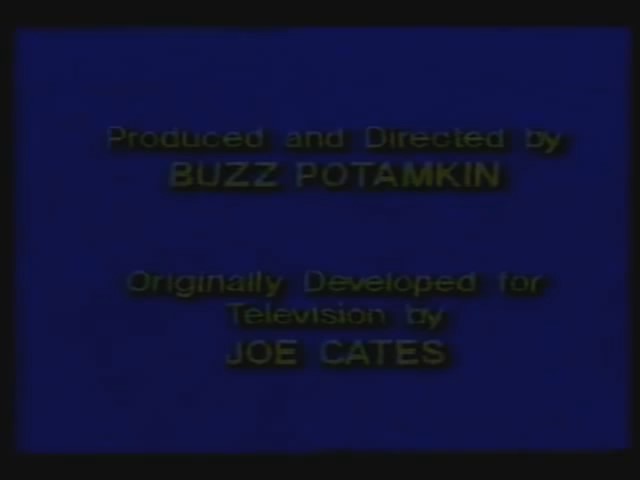 Produced and Directed by
BUZZ POTAMKIN
Originally Developed for
Television by
JOE CATES